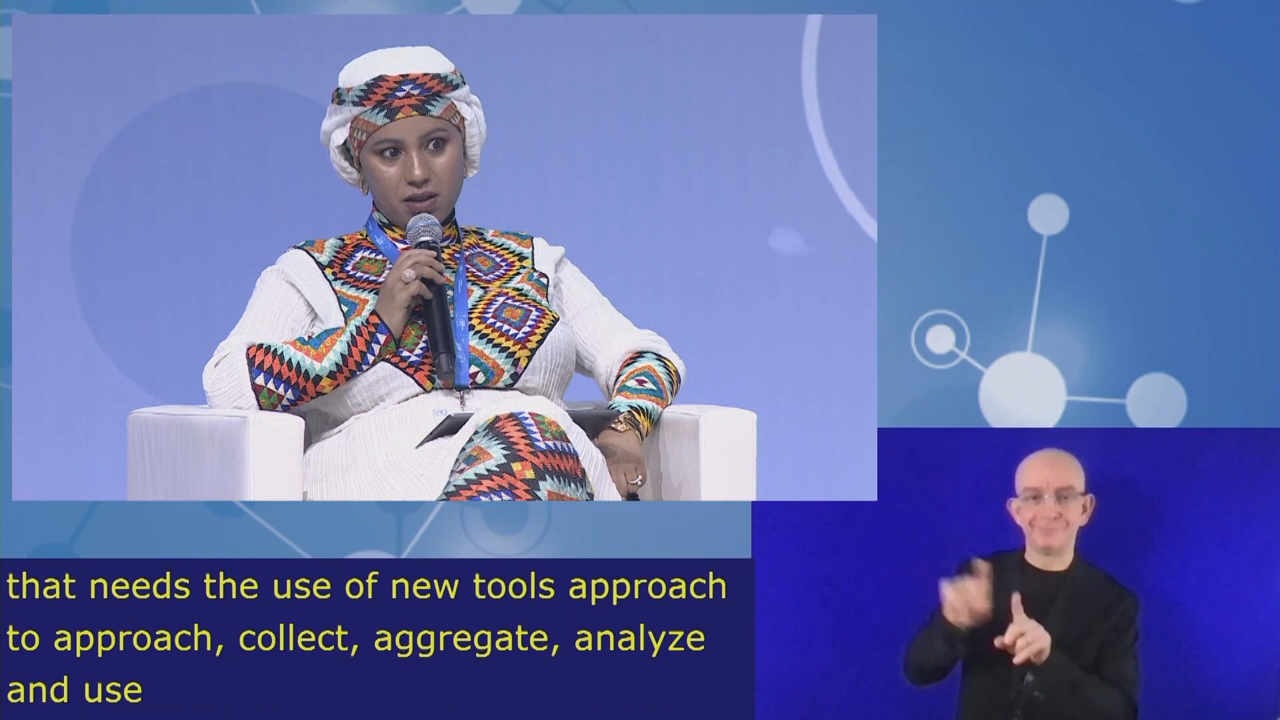 that needs the use of new tools approach
to approach, collect, aggregate, analyze
and use